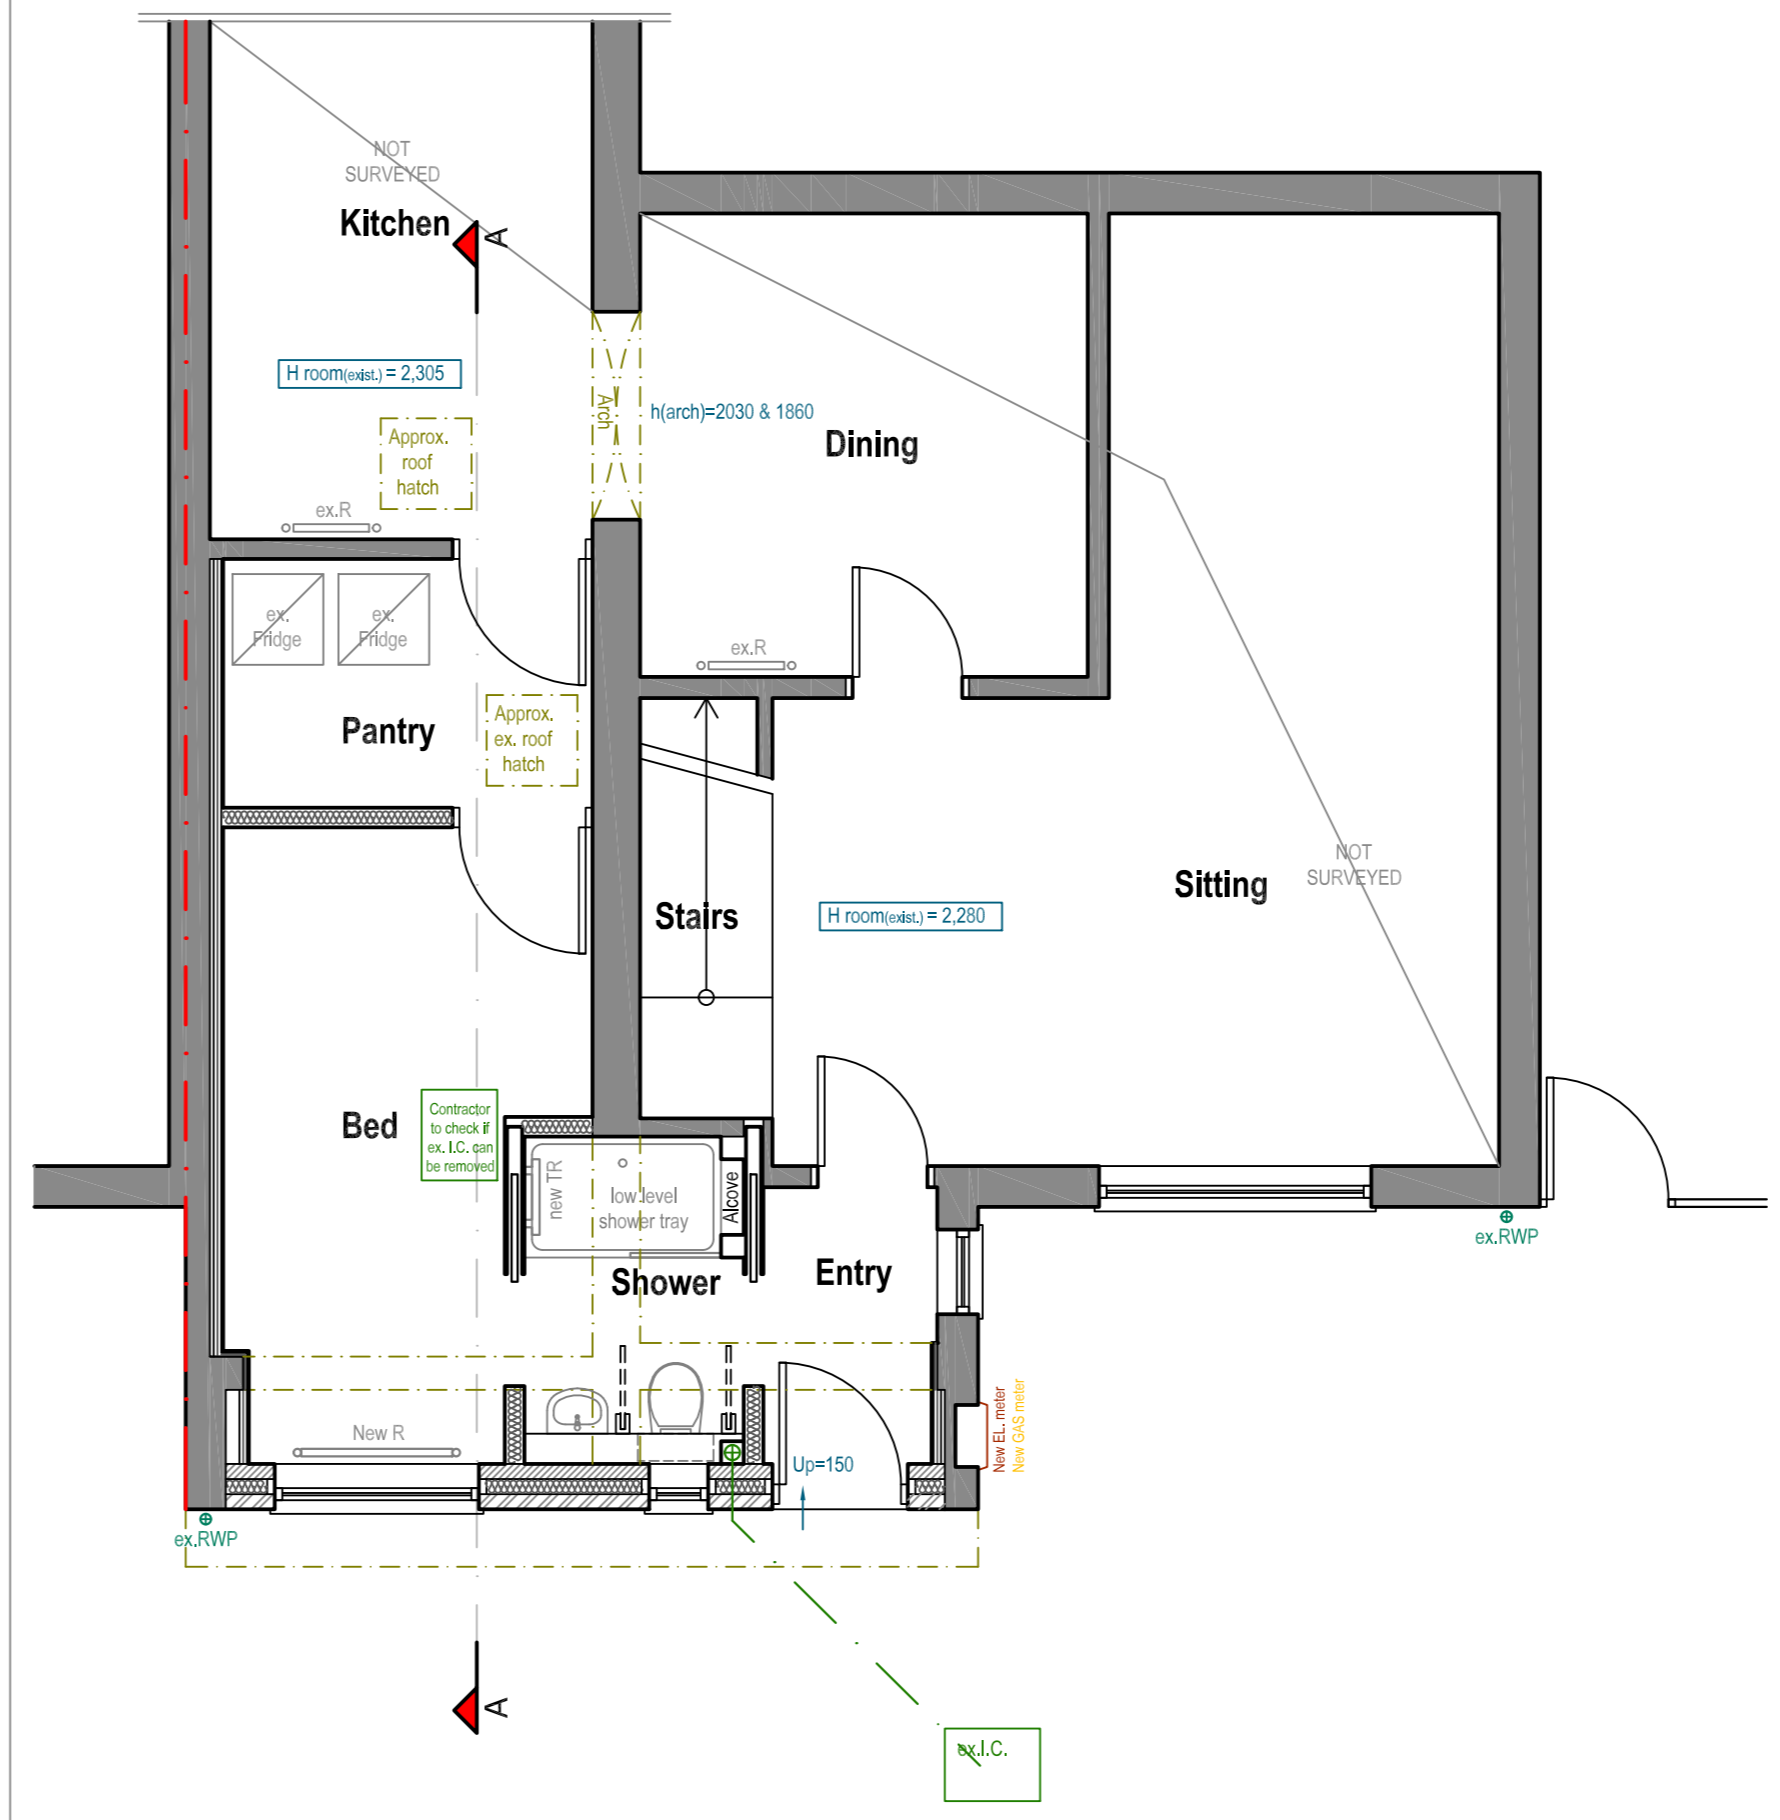 NOT
SURVEYED
Kitchen
A
H room(exist.) = 2,305
Approx.
roof
hatch
Arch
h(arch)=2030 & 1860
Dining
ex.R
ex.
Fridge
ex.
Fridge
ex.R
Pantry
Approx.
ex. roof
hatch
Stairs
H room(exist.) = 2,280
Sitting
NOT
SURVEYED
Bed
Contractor
to check if
ex. I.C. can
be removed
new TR
low level
shower tray
Alcove
Shower
Entry
ex.RWP
New R
New EL. meter
New GAS meter
Up=150
ex.RWP
A
ex.I.C.